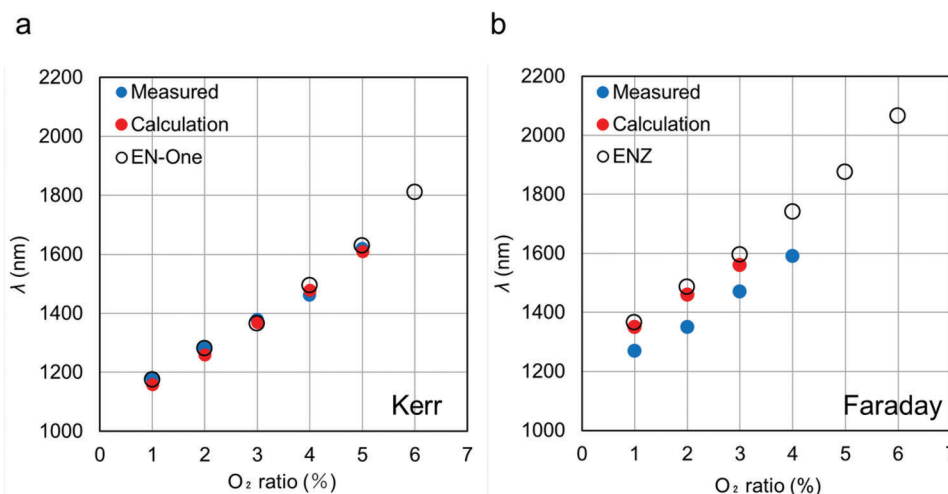 a
2200
2000
1800
1600
1400
1200
1000
λ (nm)
Measured
Calculation
EN-One
Kerr
0 1 2 3 4 5 6 7
O₂ ratio (%)
b
2200
2000
1800
1600
1400
1200
1000
λ (nm)
Measured
Calculation
ENZ
Faraday
0 1 2 3 4 5 6 7
O₂ ratio (%)